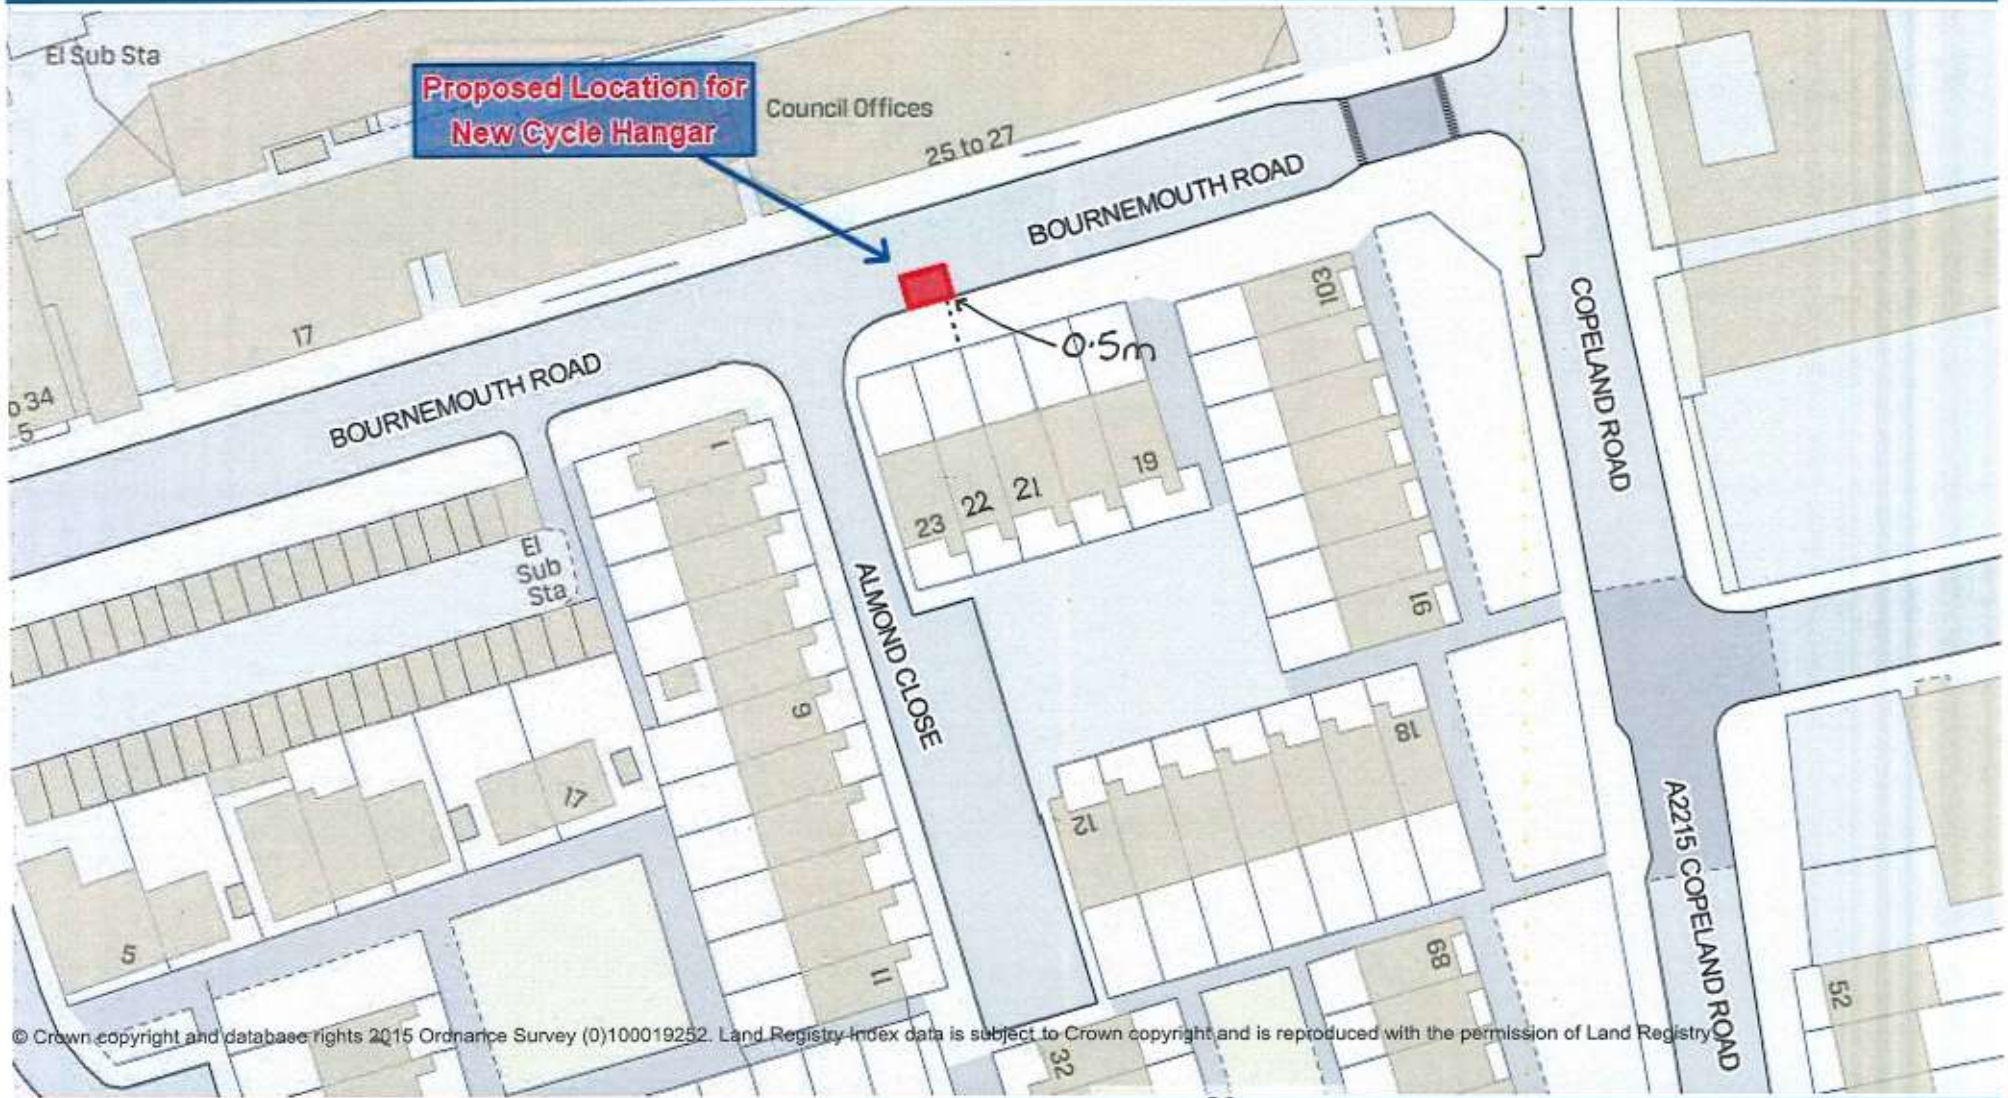 El Sub Sta
Proposed Location for
New Cycle Hangar
Council Offices
25 to 27
BOURNEMOUTH ROAD
17
103
COPELAND ROAD
0.5m
BOURNEMOUTH ROAD
34
5
1
19
21
22
23
El
Sub
Sta
ALMOND CLOSE
91
9
18
17
12
A2215 COPELAND ROAD
5
11
68
52
© Crown copyright and database rights 2015 Ordnance Survey (0)100019252. Land Registry Index data is subject to Crown copyright and is reproduced with the permission of Land Registry.
32